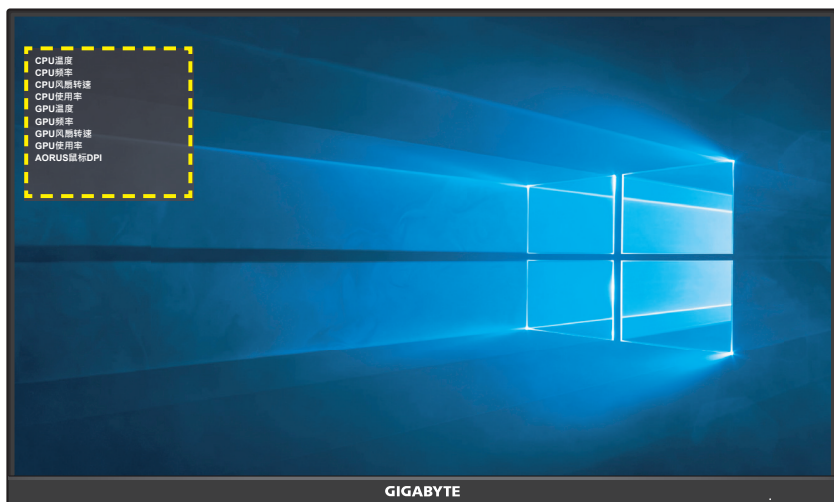 CPU温度
CPU频率
CPU风扇转速
CPU使用率
GPU温度
GPU频率
GPU风扇转速
GPU使用率
AORUS鼠标DPI
GIGABYTE